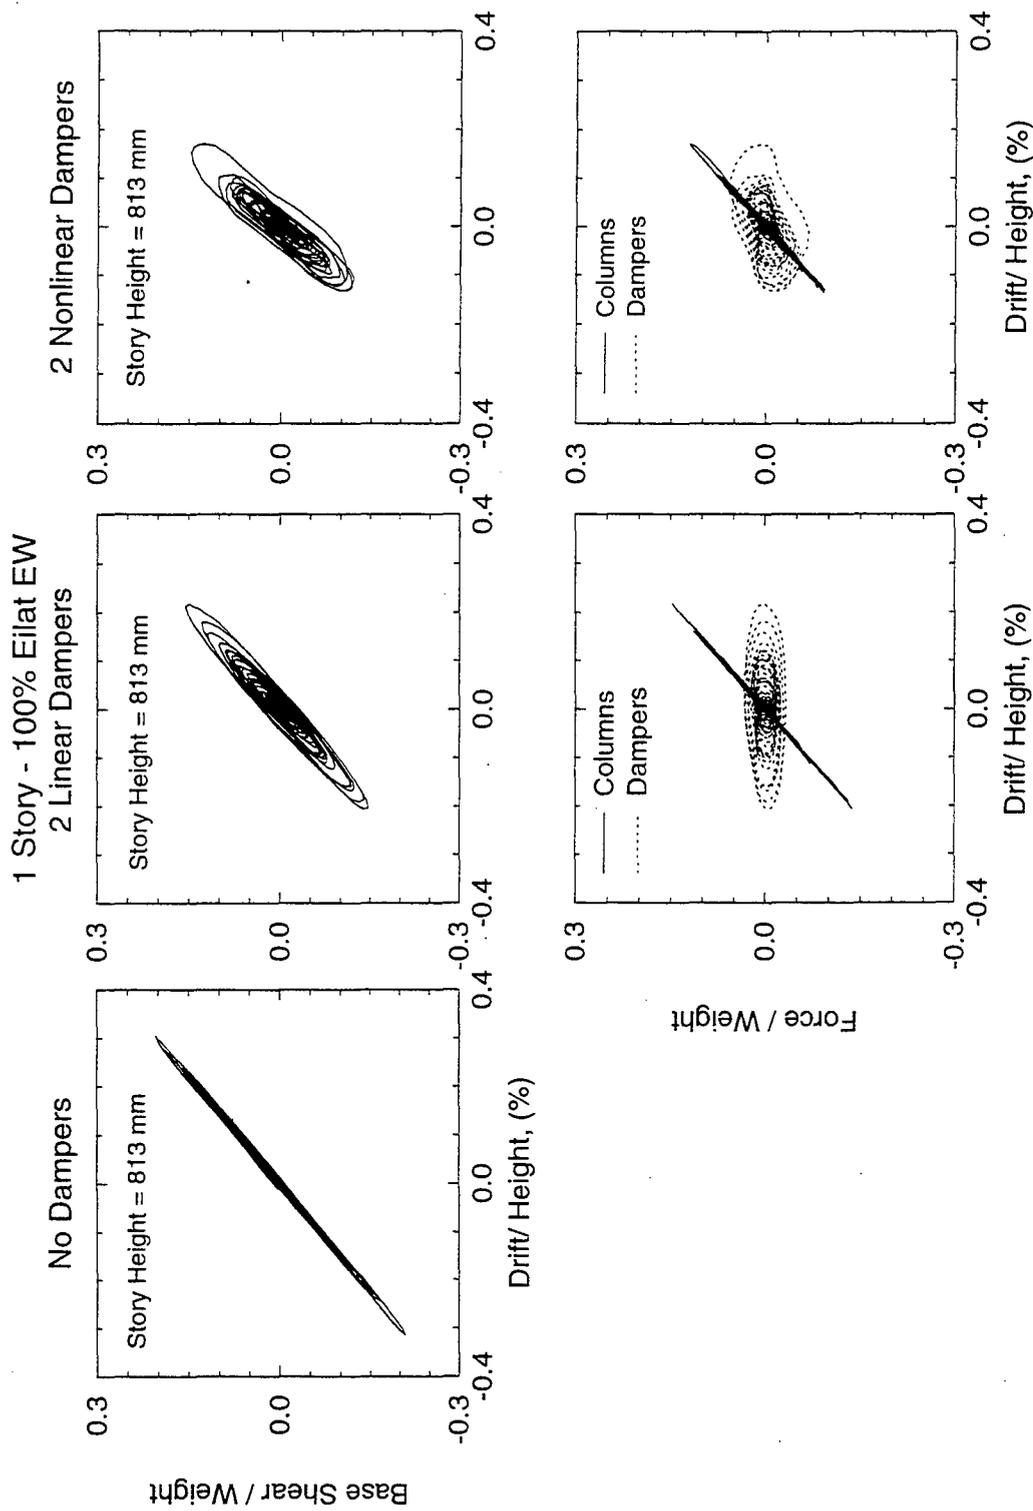 1 Story - 100% Eilat EW
No Dampers
2 Linear Dampers
2 Nonlinear Dampers
Base Shear / Weight
0.3
0.0
-0.3
Story Height = 813 mm
-0.4
0.0
0.4
Drift/ Height, (%)
0.3
0.0
-0.3
Story Height = 813 mm
-0.4
0.0
0.4
0.3
0.0
-0.3
Story Height = 813 mm
-0.4
0.0
0.4
Force / Weight
0.3
0.0
-0.3
Columns
Dampers
-0.4
0.0
0.4
Drift/ Height, (%)
0.3
0.0
-0.3
Columns
Dampers
-0.4
0.0
0.4
Drift/ Height, (%)